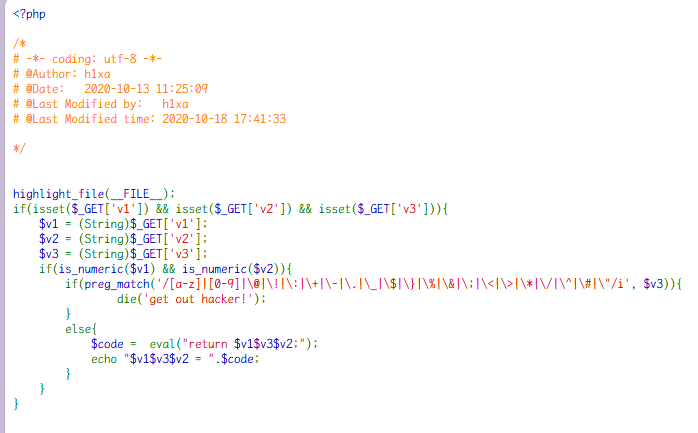 <?php
/*
# -*- coding: utf-8 -*-
# @Author: h1xa
# @Date:   2020-10-13 11:25:09
# @Last Modified by:   h1xa
# @Last Modified time: 2020-10-18 17:41:33
*/
highlight_file(__FILE__);
if(isset($_GET['v1']) && isset($_GET['v2']) && isset($_GET['v3'])){
    $v1 = (String)$_GET['v1'];
    $v2 = (String)$_GET['v2'];
    $v3 = (String)$_GET['v3'];
    if(is_numeric($v1) && is_numeric($v2)){
        if(preg_match('/[a-z]|[0-9]|\@|\!|\:|\+|\-|\.|\_|\$|\}|\%|\&|\;|\<|\>|\*|\/|\^|\#|\"/i', $v3)){
                die('get out hacker!');
        }
        else{
            $code =  eval("return $v1$v3$v2;");
            echo "$v1$v3$v2 = ".$code;
        }
    }
}